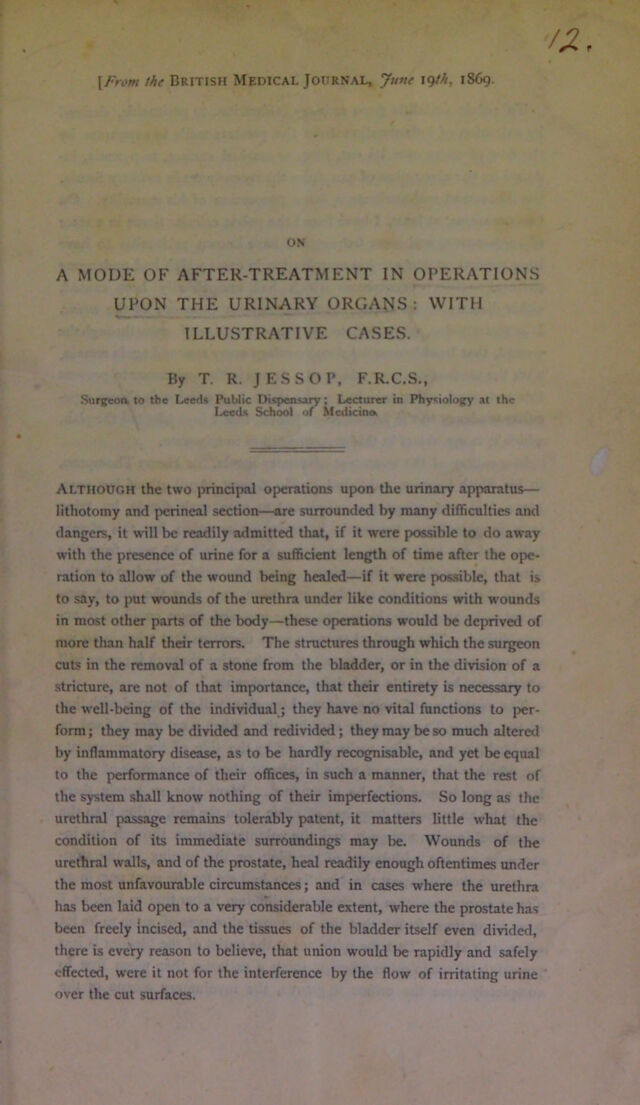 12.
[From the BRITISH MEDICAL JOURNAL, June 19th, 1869.
ON
A MODE OF AFTER-TREATMENT IN OPERATIONS
UPON THE URINARY ORGANS: WITH
ILLUSTRATIVE CASES.
By T. R. JESSOP, F.R.C.S.,
Surgeon to the Leeds Public Dispensary; Lecturer in Physiology at the
Leeds School of Medicine.
ALTHOUGH the two principal operations upon the urinary apparatus—
lithotomy and perineal section—are surrounded by many difficulties and
dangers, it will be readily admitted that, if it were possible to do away
with the presence of urine for a sufficient length of time after the ope-
ration to allow of the wound being healed—if it were possible, that is
to say, to put wounds of the urethra under like conditions with wounds
in most other parts of the body—these operations would be deprived of
more than half their terrors. The structures through which the surgeon
cuts in the removal of a stone from the bladder, or in the division of a
stricture, are not of that importance, that their entirety is necessary to
the well-being of the individual; they have no vital functions to per-
form; they may be divided and redivided; they may be so much altered
by inflammatory disease, as to be hardly recognisable, and yet be equal
to the performance of their offices, in such a manner, that the rest of
the system shall know nothing of their imperfections. So long as the
urethral passage remains tolerably patent, it matters little what the
condition of its immediate surroundings may be. Wounds of the
urethral walls, and of the prostate, heal readily enough oftentimes under
the most unfavourable circumstances; and in cases where the urethra
has been laid open to a very considerable extent, where the prostate has
been freely incised, and the tissues of the bladder itself even divided,
there is every reason to believe, that union would be rapidly and safely
effected, were it not for the interference by the flow of irritating urine
over the cut surfaces.